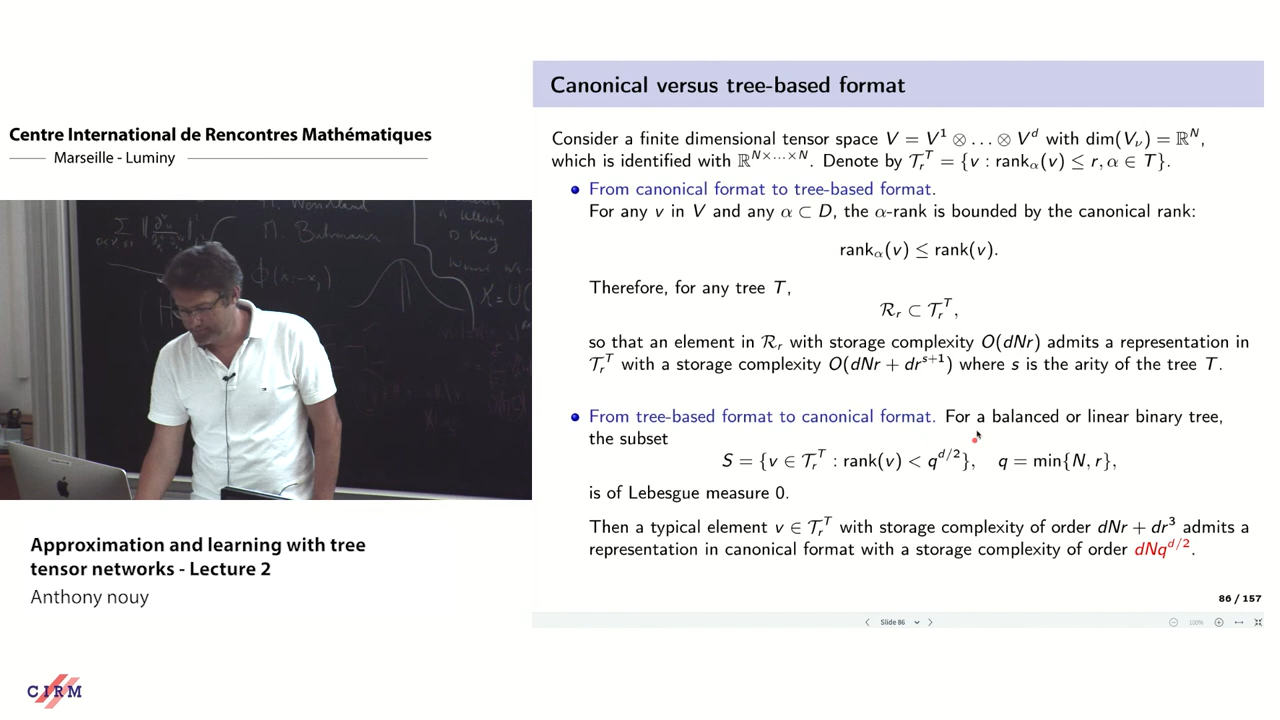 Centre International de Rencontres Mathématiques
Marseille - Luminy
Approximation and learning with tree
tensor networks - Lecture 2
Anthony nouy
CIRM
Canonical versus tree-based format
Consider a finite dimensional tensor space V = V¹ ⊗ … ⊗ V^d with dim(V_ν) = ℝ^N,
which is identified with ℝ^{N×…×N}. Denote by 𝒯_r^T = {v : rank_α(v) ≤ r, α ∈ T}.
From canonical format to tree-based format.
For any v in V and any α ⊂ D, the α-rank is bounded by the canonical rank:
rank_α(v) ≤ rank(v).
Therefore, for any tree T,
ℛ_r ⊂ 𝒯_r^T,
so that an element in ℛ_r with storage complexity O(dNr) admits a representation in
𝒯_r^T with a storage complexity O(dNr + dr^{s+1}) where s is the arity of the tree T.
From tree-based format to canonical format. For a balanced or linear binary tree,
the subset
S = {v ∈ 𝒯_r^T : rank(v) < q^{d/2}}, q = min{N, r},
is of Lebesgue measure 0.
Then a typical element v ∈ 𝒯_r^T with storage complexity of order dNr + dr³ admits a
representation in canonical format with a storage complexity of order dNq^{d/2}.
86 / 157
Slide 86
100%